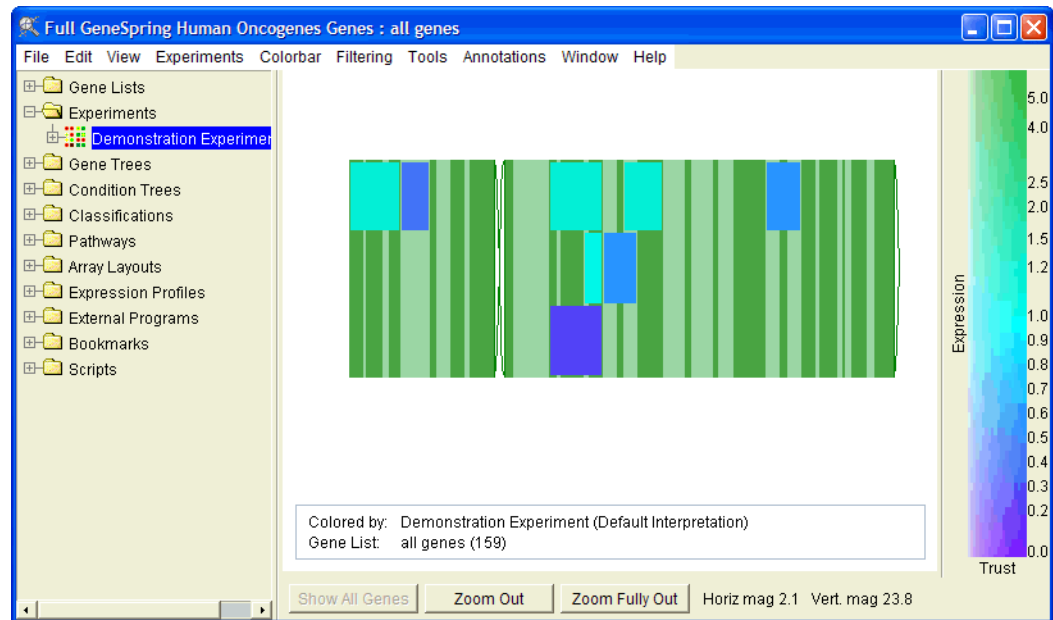 Full GeneSpring Human Oncogenes Genes : all genes
File Edit View Experiments Colorbar Filtering Tools Annotations Window Help
Gene Lists
Experiments
Demonstration Experimer
Gene Trees
Condition Trees
Classifications
Pathways
Array Layouts
Expression Profiles
External Programs
Bookmarks
Scripts
Colored by: Demonstration Experiment (Default Interpretation)
Gene List: all genes (159)
Show All Genes Zoom Out Zoom Fully Out Horiz mag 2.1 Vert. mag 23.8
Expression
5.0
4.0
2.5
2.0
1.5
1.2
1.0
0.9
0.8
0.7
0.6
0.5
0.4
0.3
0.2
0.0
Trust